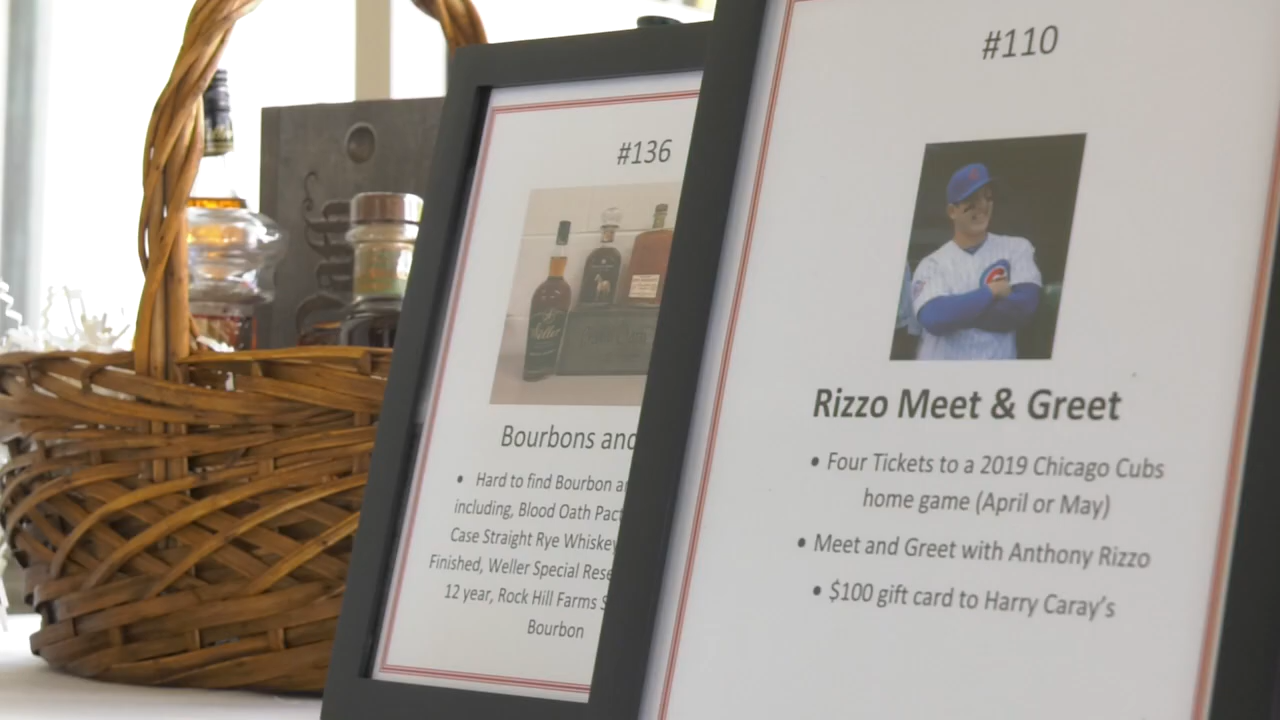 #136
Bourbons and
• Hard to find Bourbon
including, Blood Oath Pact
Case Straight Rye Whiskey
Finished, Weller Special Rese
12 year, Rock Hill Farms S
Bourbon
Weller
#110
Rizzo Meet & Greet
• Four Tickets to a 2019 Chicago Cubs
home game (April or May)
• Meet and Greet with Anthony Rizzo
• $100 gift card to Harry Caray's